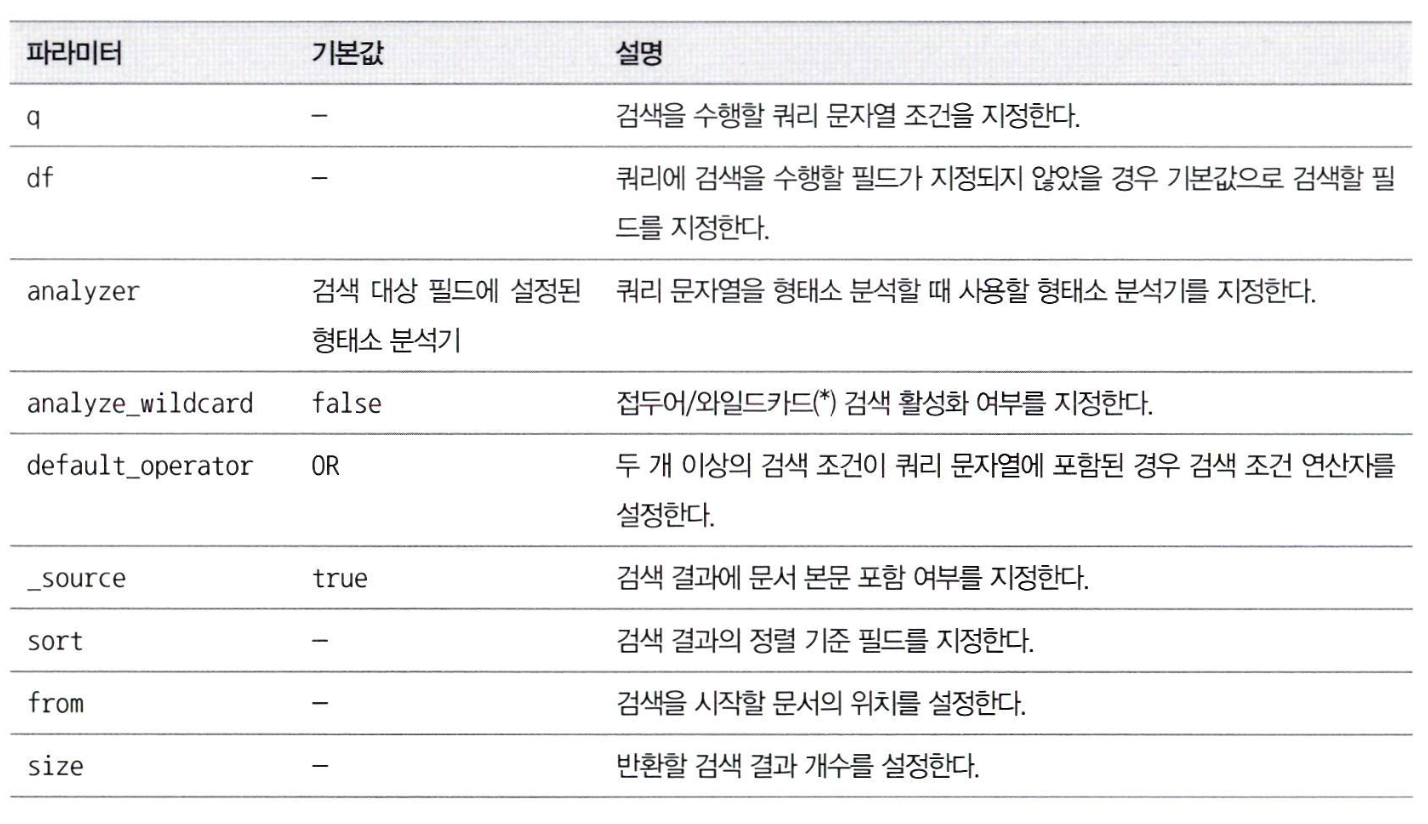 파라미터 기본값 설명
q – 검색을 수행할 쿼리 문자열 조건을 지정한다.
df – 쿼리에 검색을 수행할 필드가 지정되지 않았을 경우 기본값으로 검색할 필
드를 지정한다.
analyzer 검색 대상 필드에 설정된 쿼리 문자열을 형태소 분석할 때 사용할 형태소 분석기를 지정한다.
형태소 분석기
analyze_wildcard false 접두어/와일드카드(*) 검색 활성화 여부를 지정한다.
default_operator OR 두 개 이상의 검색 조건이 쿼리 문자열에 포함된 경우 검색 조건 연산자를
설정한다.
_source true 검색 결과에 문서 본문 포함 여부를 지정한다.
sort – 검색 결과의 정렬 기준 필드를 지정한다.
from – 검색을 시작할 문서의 위치를 설정한다.
size – 반환할 검색 결과 개수를 설정한다.